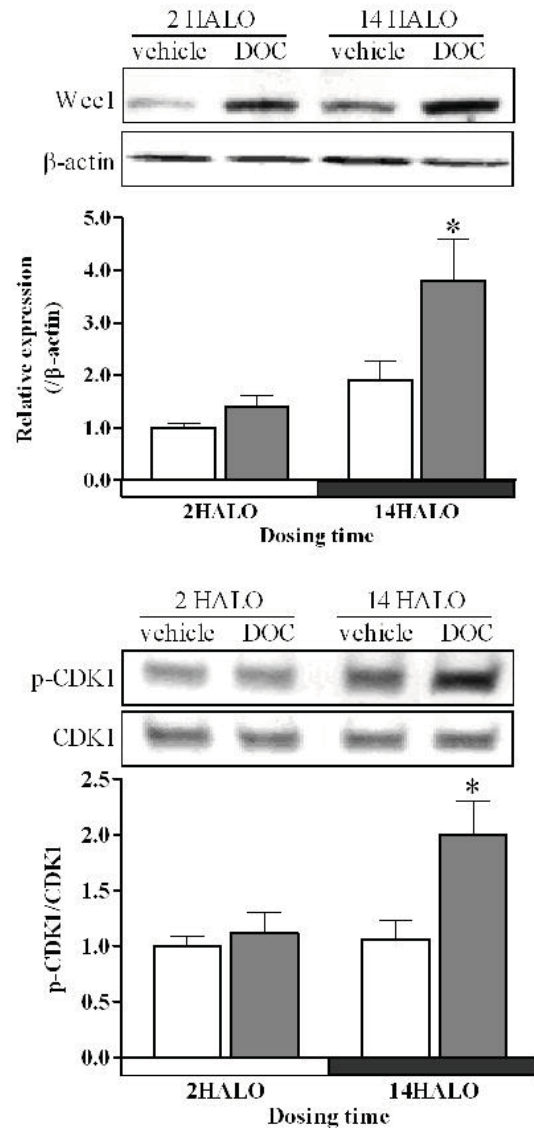 2 HALO 14 HALO
vehicle DOC vehicle DOC
Wee1
β-actin
Relative expression
(/β-actin)
5.0
*
4.0
3.0
2.0
1.0
0.0
2HALO 14HALO
Dosing time
2 HALO 14 HALO
vehicle DOC vehicle DOC
p-CDK1
CDK1
p-CDK1/CDK1
2.5
*
2.0
1.5
1.0
0.5
0.0
2HALO 14HALO
Dosing time